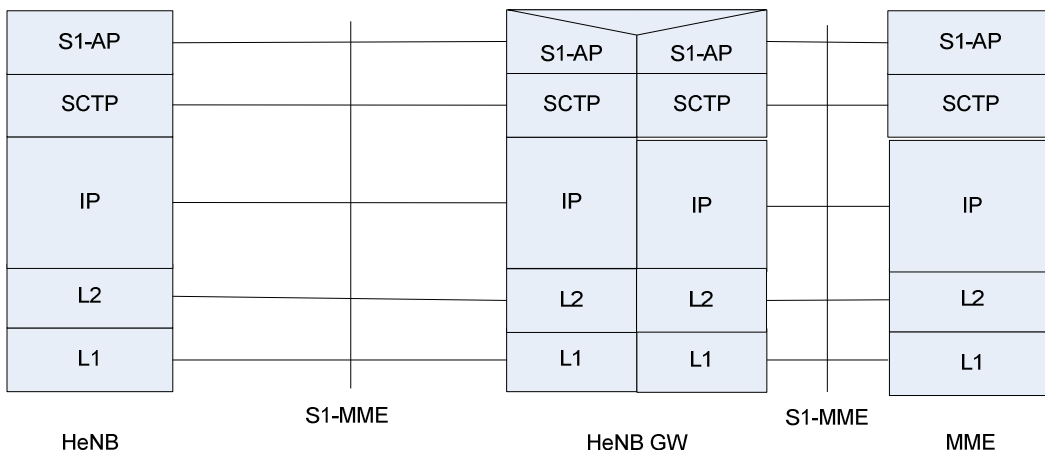 S1-AP
S1-AP
S1-AP
S1-AP
SCTP
SCTP
SCTP
SCTP
IP
IP
IP
IP
L2
L2
L2
L2
L1
L1
L1
L1
S1-MME
S1-MME
HeNB
HeNB GW
MME